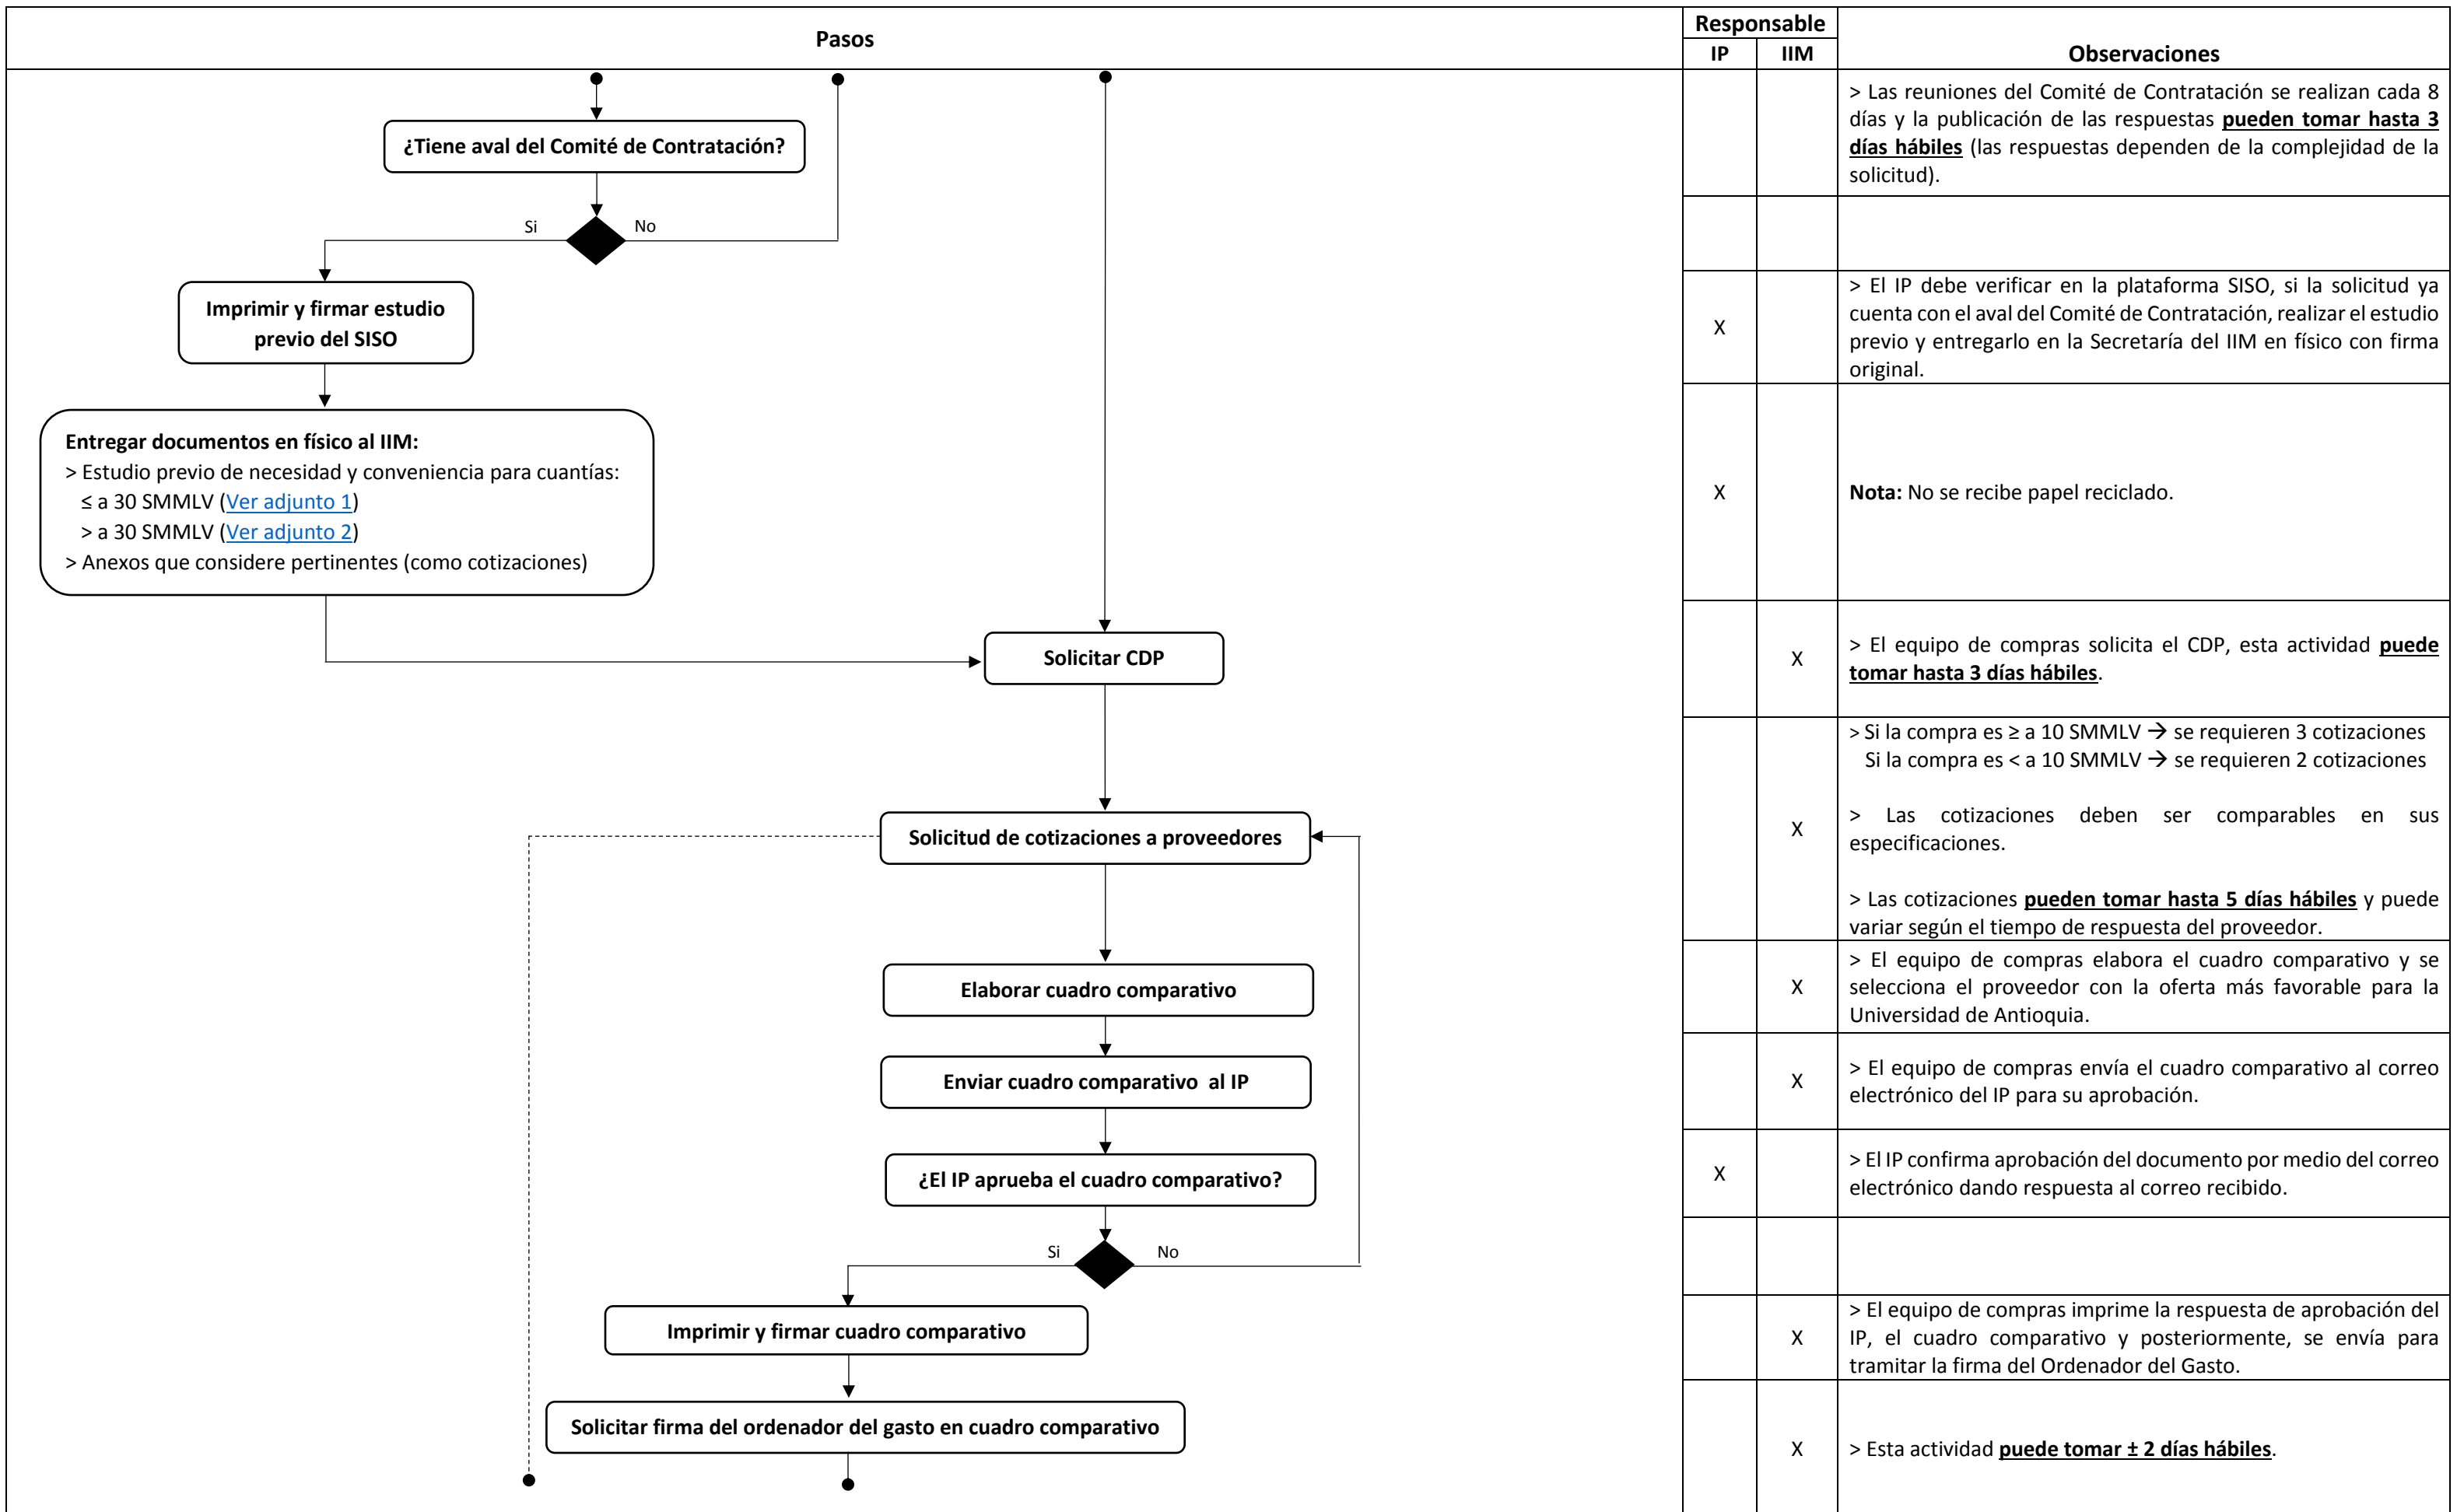 Pasos
Responsable
IP
IIM
Observaciones
¿Tiene aval del Comité de Contratación?
Si
No
> Las reuniones del Comité de Contratación se realizan cada 8
días y la publicación de las respuestas pueden tomar hasta 3
días hábiles (las respuestas dependen de la complejidad de la
solicitud).
Imprimir y firmar estudio
previo del SISO
X
> El IP debe verificar en la plataforma SISO, si la solicitud ya
cuenta con el aval del Comité de Contratación, realizar el estudio
previo y entregarlo en la Secretaría del IIM en físico con firma
original.
Entregar documentos en físico al IIM:
> Estudio previo de necesidad y conveniencia para cuantías:
≤ a 30 SMMLV (Ver adjunto 1)
> a 30 SMMLV (Ver adjunto 2)
> Anexos que considere pertinentes (como cotizaciones)
X
Nota: No se recibe papel reciclado.
Solicitar CDP
X
> El equipo de compras solicita el CDP, esta actividad puede
tomar hasta 3 días hábiles.
Solicitud de cotizaciones a proveedores
X
> Si la compra es ≥ a 10 SMMLV → se requieren 3 cotizaciones
Si la compra es < a 10 SMMLV → se requieren 2 cotizaciones
> Las cotizaciones deben ser comparables en sus
especificaciones.
> Las cotizaciones pueden tomar hasta 5 días hábiles y puede
variar según el tiempo de respuesta del proveedor.
Elaborar cuadro comparativo
X
> El equipo de compras elabora el cuadro comparativo y se
selecciona el proveedor con la oferta más favorable para la
Universidad de Antioquia.
Enviar cuadro comparativo al IP
X
> El equipo de compras envía el cuadro comparativo al correo
electrónico del IP para su aprobación.
¿El IP aprueba el cuadro comparativo?
X
> El IP confirma aprobación del documento por medio del correo
electrónico dando respuesta al correo recibido.
Si
No
Imprimir y firmar cuadro comparativo
X
> El equipo de compras imprime la respuesta de aprobación del
IP, el cuadro comparativo y posteriormente, se envía para
tramitar la firma del Ordenador del Gasto.
Solicitar firma del ordenador del gasto en cuadro comparativo
X
> Esta actividad puede tomar ± 2 días hábiles.